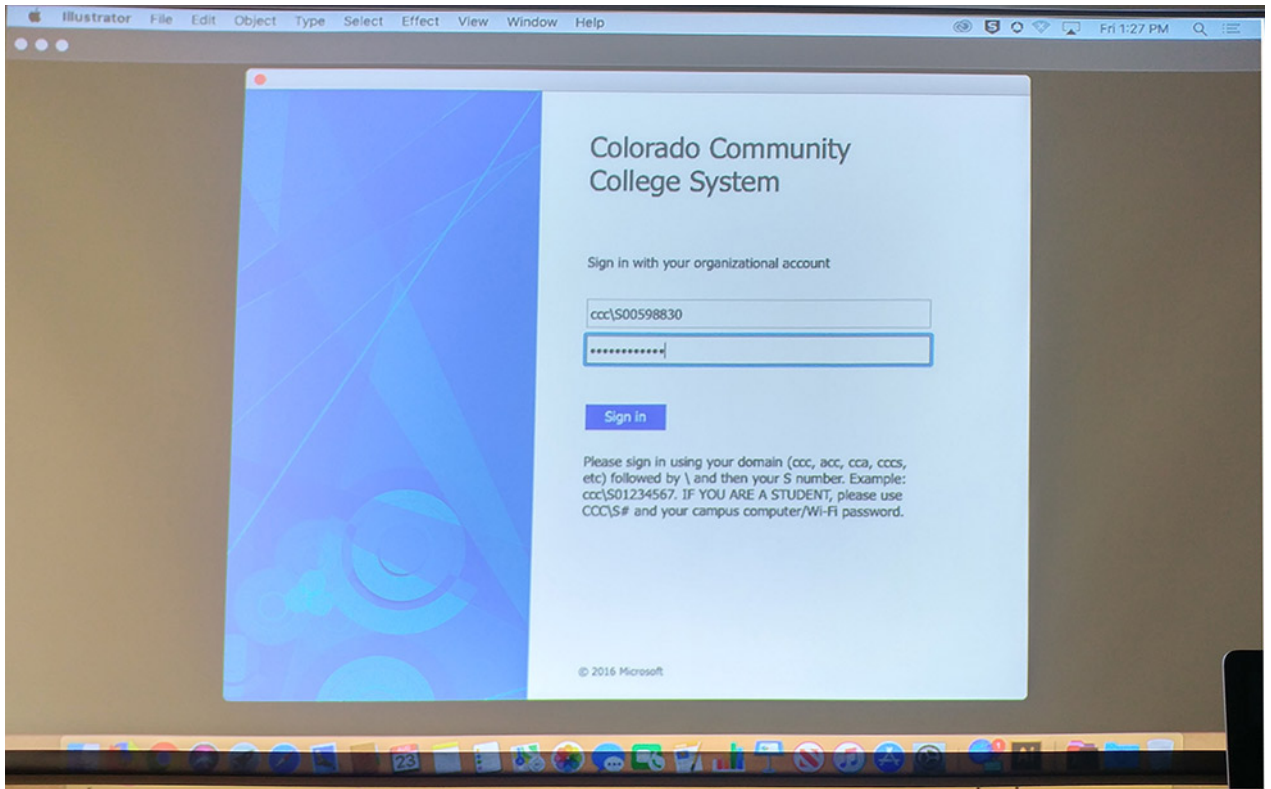 Illustrator File Edit Object Type Select Effect View Window Help
Fri 1:27 PM
Colorado Community
College System
Sign in with your organizational account
ccc\S00598830
••••••••••••
Sign in
Please sign in using your domain (ccc, acc, cca, cccs,
etc) followed by \ and then your S number. Example:
ccc\S01234567. IF YOU ARE A STUDENT, please use
CCC\S# and your campus computer/Wi-Fi password.
© 2016 Microsoft
23
Ai